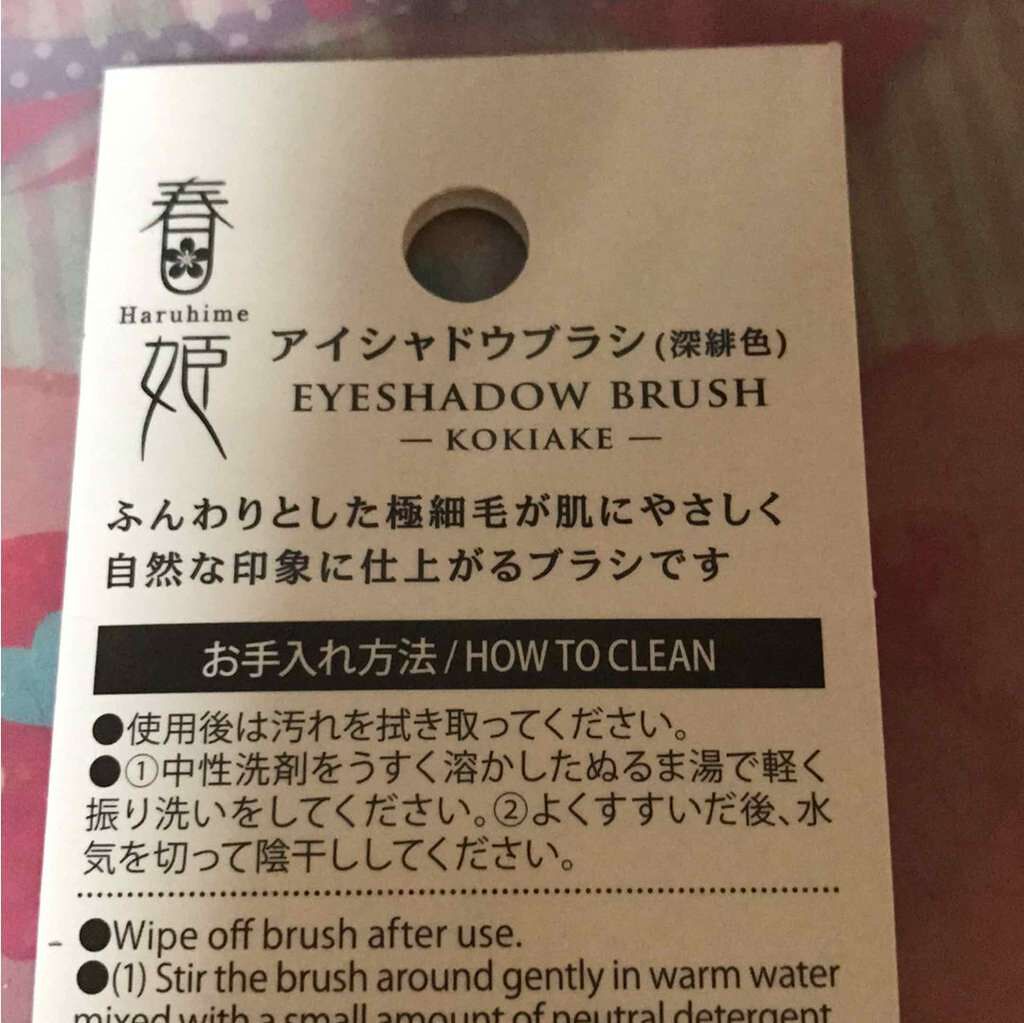 春
Haruhime
姫
アイシャドウブラシ(深緋色)
EYESHADOW BRUSH
— KOKIAKE —
ふんわりとした極細毛が肌にやさしく
自然な印象に仕上がるブラシです
お手入れ方法 / HOW TO CLEAN
●使用後は汚れを拭き取ってください。
●①中性洗剤をうすく溶かしたぬるま湯で軽く
振り洗いをしてください。②よくすすいだ後、水
気を切って陰干ししてください。
●Wipe off brush after use.
●(1) Stir the brush around gently in warm water
mixed with a small amount of neutral detergent